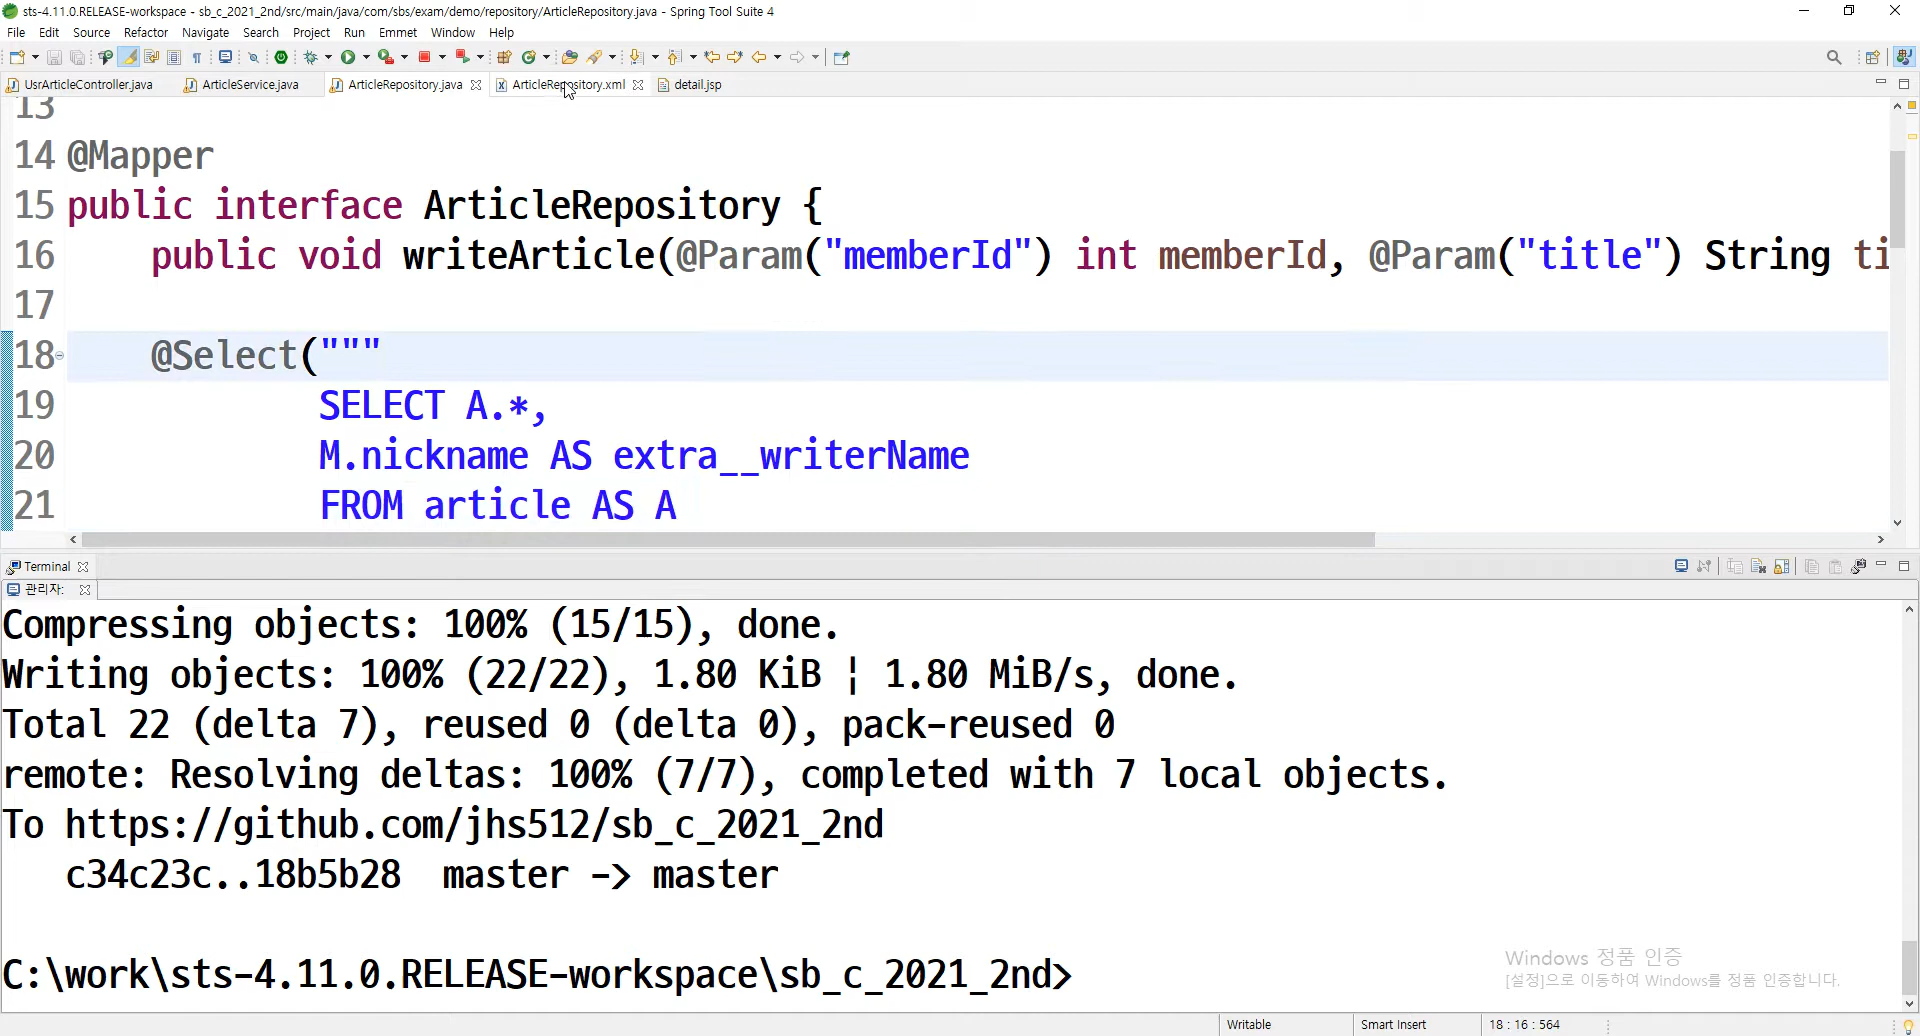 sts-4.11.0.RELEASE-workspace - sb_c_2021_2nd/src/main/java/com/sbs/exam/demo/repository/ArticleRepository.java - Spring Tool Suite 4
File Edit Source Refactor Navigate Search Project Run Emmet Window Help
UsrArticleController.java ArticleService.java ArticleRepository.java ArticleRepository.xml detail.jsp
13
14 @Mapper
15 public interface ArticleRepository {
16 public void writeArticle(@Param("memberId") int memberId, @Param("title") String ti
17
18 @Select("""
19 SELECT A.*,
20 M.nickname AS extra__writerName
21 FROM article AS A
Terminal
관리자:
Compressing objects: 100% (15/15), done.
Writing objects: 100% (22/22), 1.80 KiB ¦ 1.80 MiB/s, done.
Total 22 (delta 7), reused 0 (delta 0), pack-reused 0
remote: Resolving deltas: 100% (7/7), completed with 7 local objects.
To https://github.com/jhs512/sb_c_2021_2nd
c34c23c..18b5b28 master -> master
C:\work\sts-4.11.0.RELEASE-workspace\sb_c_2021_2nd>
Windows 정품 인증
[설정]으로 이동하여 Windows를 정품 인증합니다.
Writable Smart Insert 18 : 16 : 564